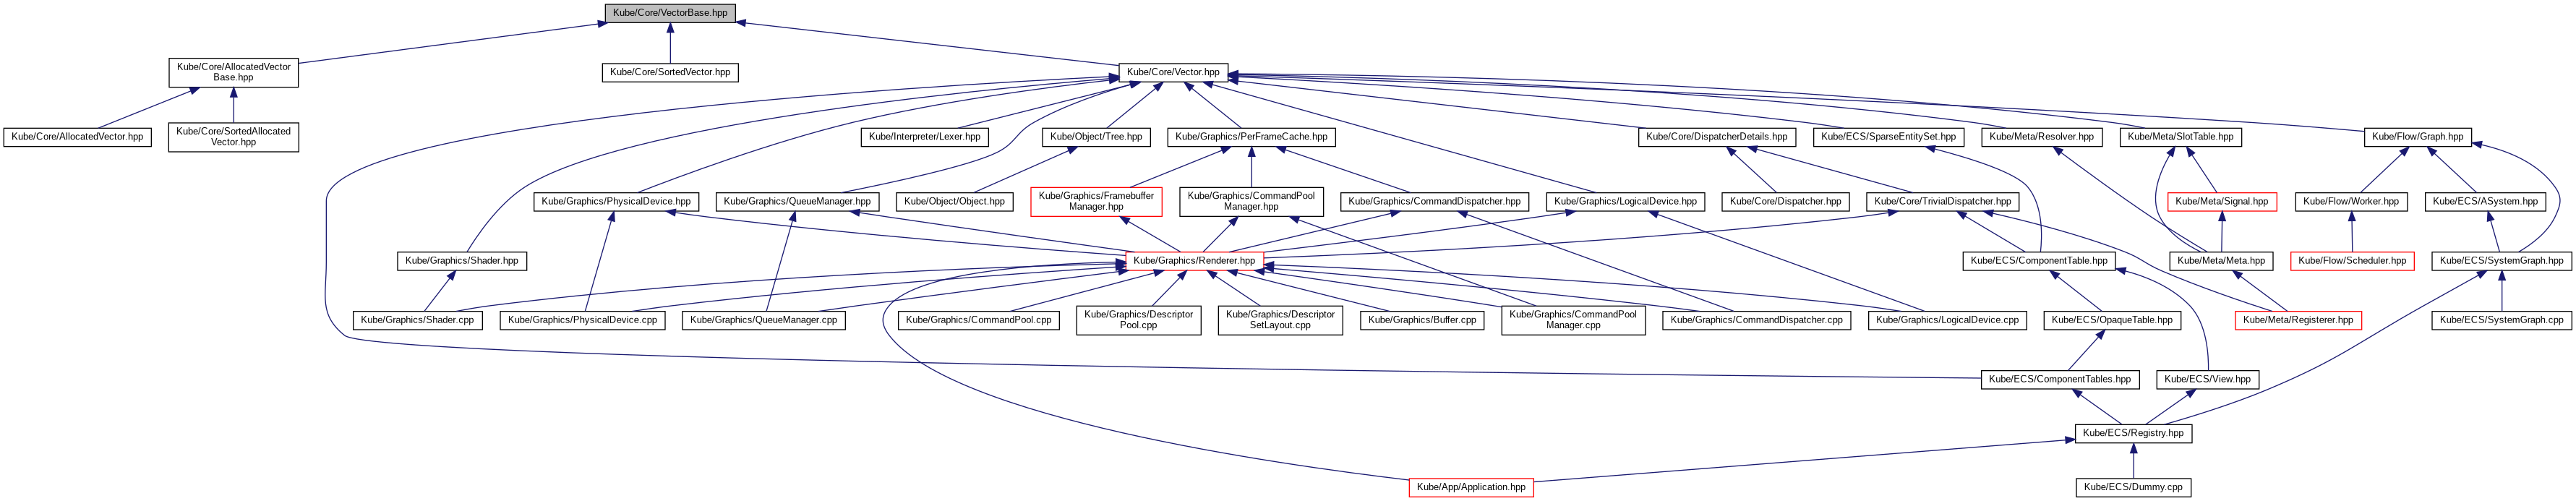 Kube/Core/VectorBase.hpp
Kube/Core/AllocatedVector
Base.hpp
Kube/Core/SortedVector.hpp
Kube/Core/Vector.hpp
Kube/Core/AllocatedVector.hpp
Kube/Core/SortedAllocated
Vector.hpp
Kube/Interpreter/Lexer.hpp
Kube/Object/Tree.hpp
Kube/Graphics/PerFrameCache.hpp
Kube/Core/DispatcherDetails.hpp
Kube/ECS/SparseEntitySet.hpp
Kube/Meta/Resolver.hpp
Kube/Meta/SlotTable.hpp
Kube/Flow/Graph.hpp
Kube/Graphics/PhysicalDevice.hpp
Kube/Graphics/QueueManager.hpp
Kube/Object/Object.hpp
Kube/Graphics/Framebuffer
Manager.hpp
Kube/Graphics/CommandPool
Manager.hpp
Kube/Graphics/CommandDispatcher.hpp
Kube/Graphics/LogicalDevice.hpp
Kube/Core/Dispatcher.hpp
Kube/Core/TrivialDispatcher.hpp
Kube/Meta/Signal.hpp
Kube/Flow/Worker.hpp
Kube/ECS/ASystem.hpp
Kube/Graphics/Shader.hpp
Kube/Graphics/Renderer.hpp
Kube/ECS/ComponentTable.hpp
Kube/Meta/Meta.hpp
Kube/Flow/Scheduler.hpp
Kube/ECS/SystemGraph.hpp
Kube/Graphics/Shader.cpp
Kube/Graphics/PhysicalDevice.cpp
Kube/Graphics/QueueManager.cpp
Kube/Graphics/CommandPool.cpp
Kube/Graphics/Descriptor
Pool.cpp
Kube/Graphics/Descriptor
SetLayout.cpp
Kube/Graphics/Buffer.cpp
Kube/Graphics/CommandPool
Manager.cpp
Kube/Graphics/CommandDispatcher.cpp
Kube/Graphics/LogicalDevice.cpp
Kube/ECS/OpaqueTable.hpp
Kube/Meta/Registerer.hpp
Kube/ECS/SystemGraph.cpp
Kube/ECS/ComponentTables.hpp
Kube/ECS/View.hpp
Kube/ECS/Registry.hpp
Kube/App/Application.hpp
Kube/ECS/Dummy.cpp